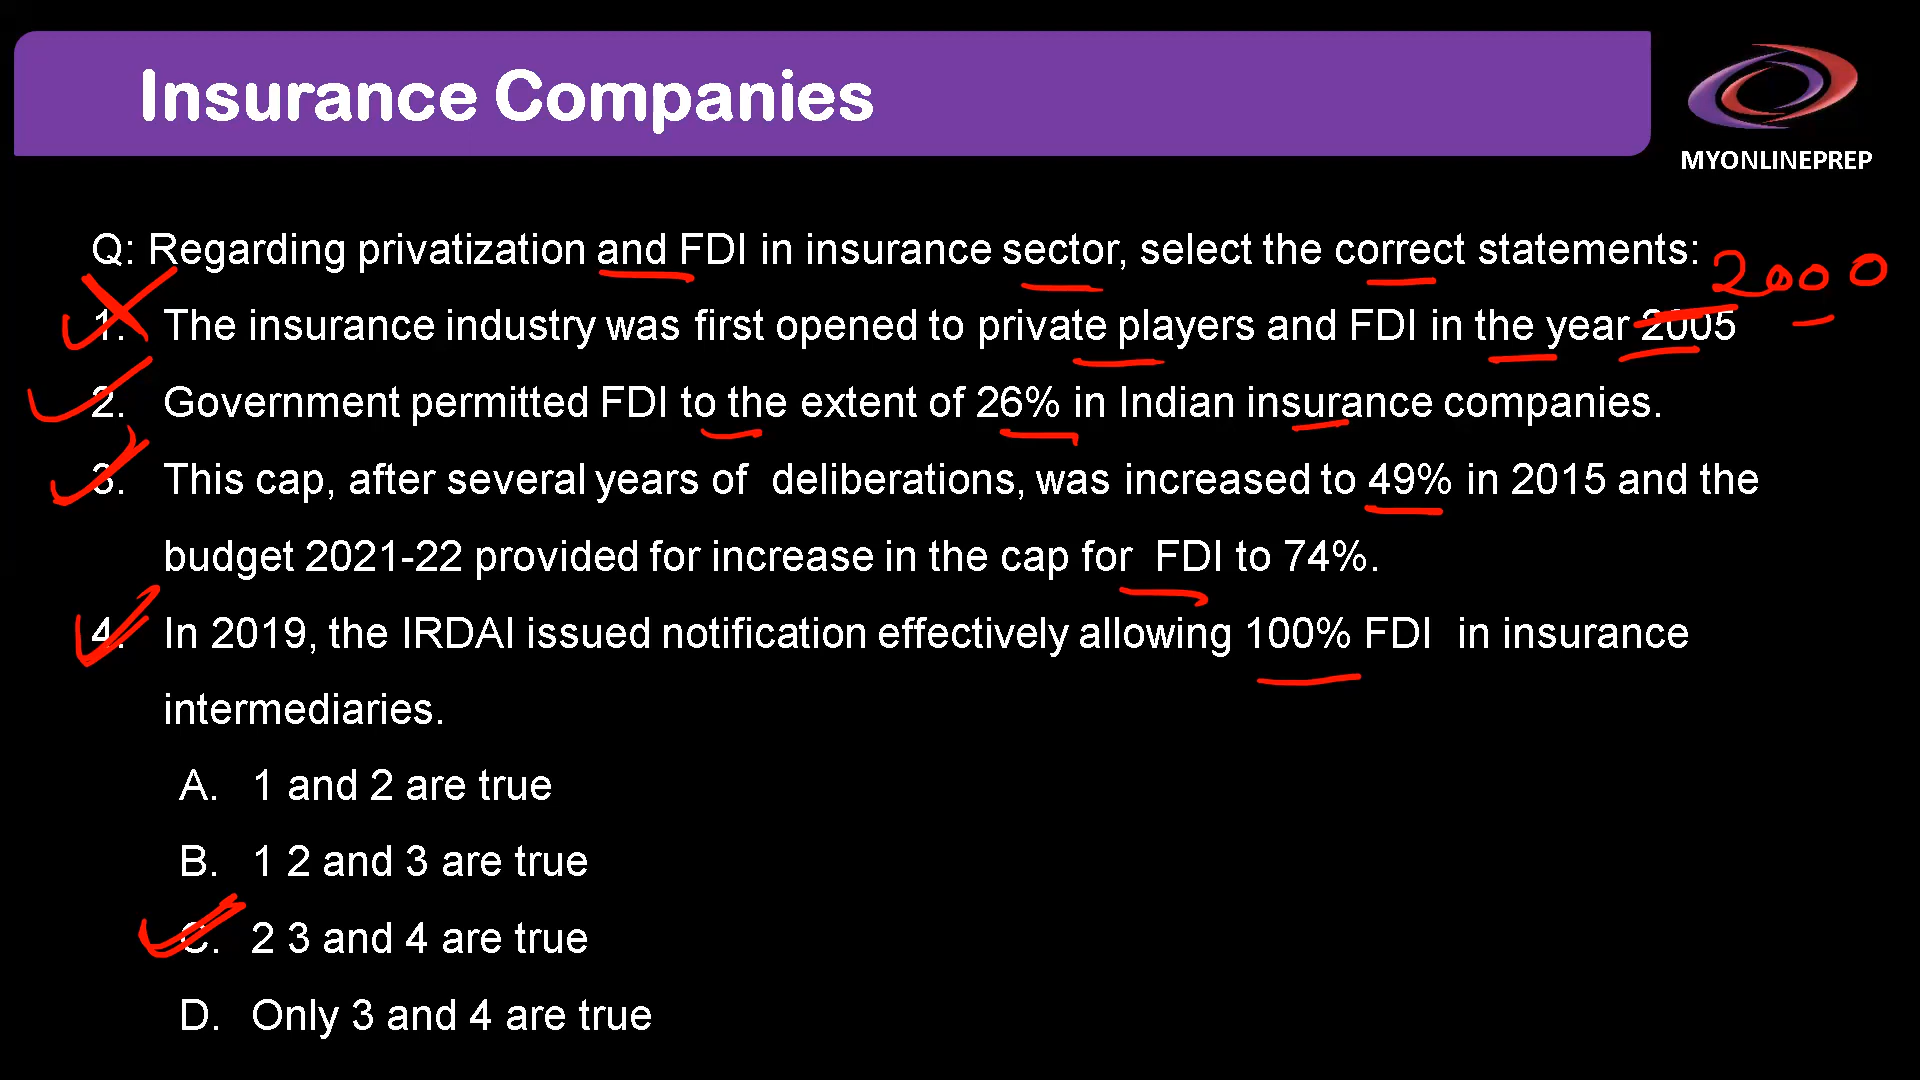 Insurance Companies
MYONLINEPREP
Q: Regarding privatization and FDI in insurance sector, select the correct statements:
2000
1. The insurance industry was first opened to private players and FDI in the year 2005
2. Government permitted FDI to the extent of 26% in Indian insurance companies.
3. This cap, after several years of deliberations, was increased to 49% in 2015 and the
budget 2021-22 provided for increase in the cap for FDI to 74%.
4. In 2019, the IRDAI issued notification effectively allowing 100% FDI in insurance
intermediaries.
A. 1 and 2 are true
B. 1 2 and 3 are true
C. 2 3 and 4 are true
D. Only 3 and 4 are true